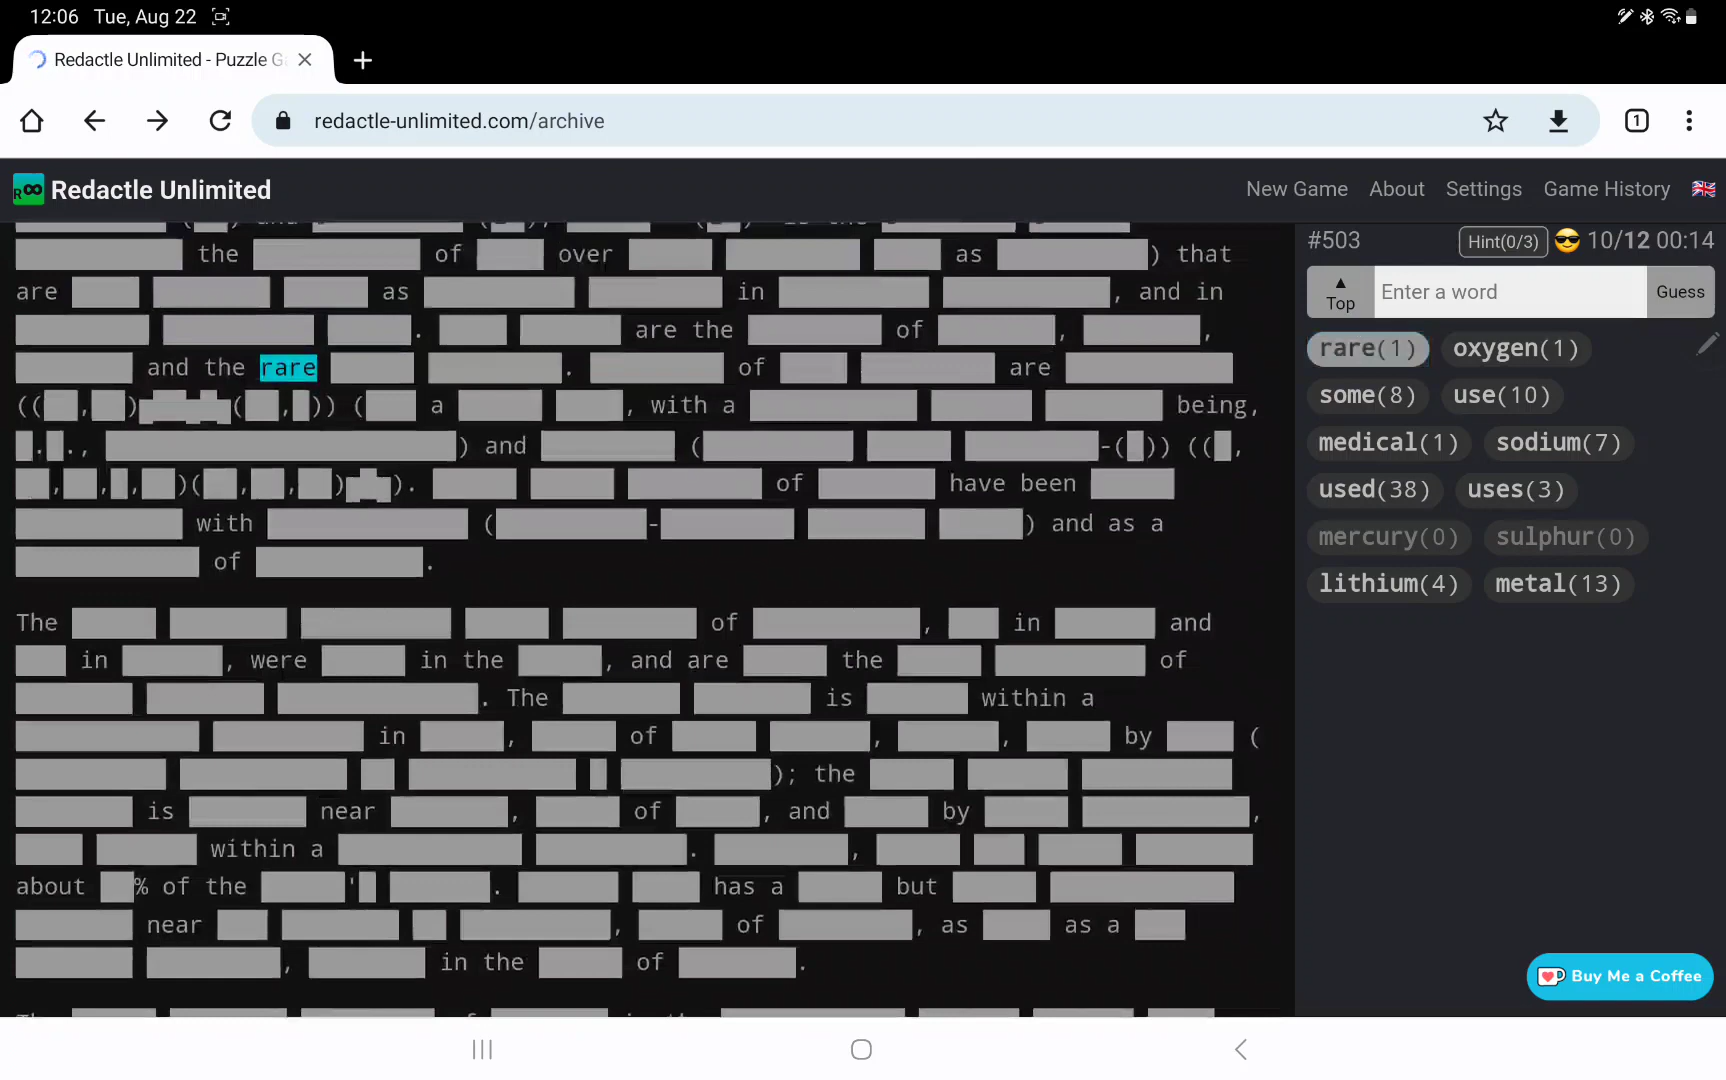 12:06 Tue, Aug 22
Redactle Unlimited - Puzzle G
redactle-unlimited.com/archive
1
R∞ Redactle Unlimited
New Game About Settings Game History
the of over as ) that
are as in , and in
. are the of , ,
and the rare . of are
(( , ) ( , )) ( a , with a being,
. . , ) and ( -( )) (( ,
, , , , )( , , ) ). of have been
with ( - ) and as a
of .
The of , in and
in , were in the , and are the of
. The is within a
in , of , , by (
); the
is near , of , and by ,
within a . ,
about % of the ' . has a but
near , of , as as a
, in the of .
#503 Hint(0/3) 10/12 00:14
▲ Top Enter a word Guess
rare(1) oxygen(1)
some(8) use(10)
medical(1) sodium(7)
used(38) uses(3)
mercury(0) sulphur(0)
lithium(4) metal(13)
Buy Me a Coffee